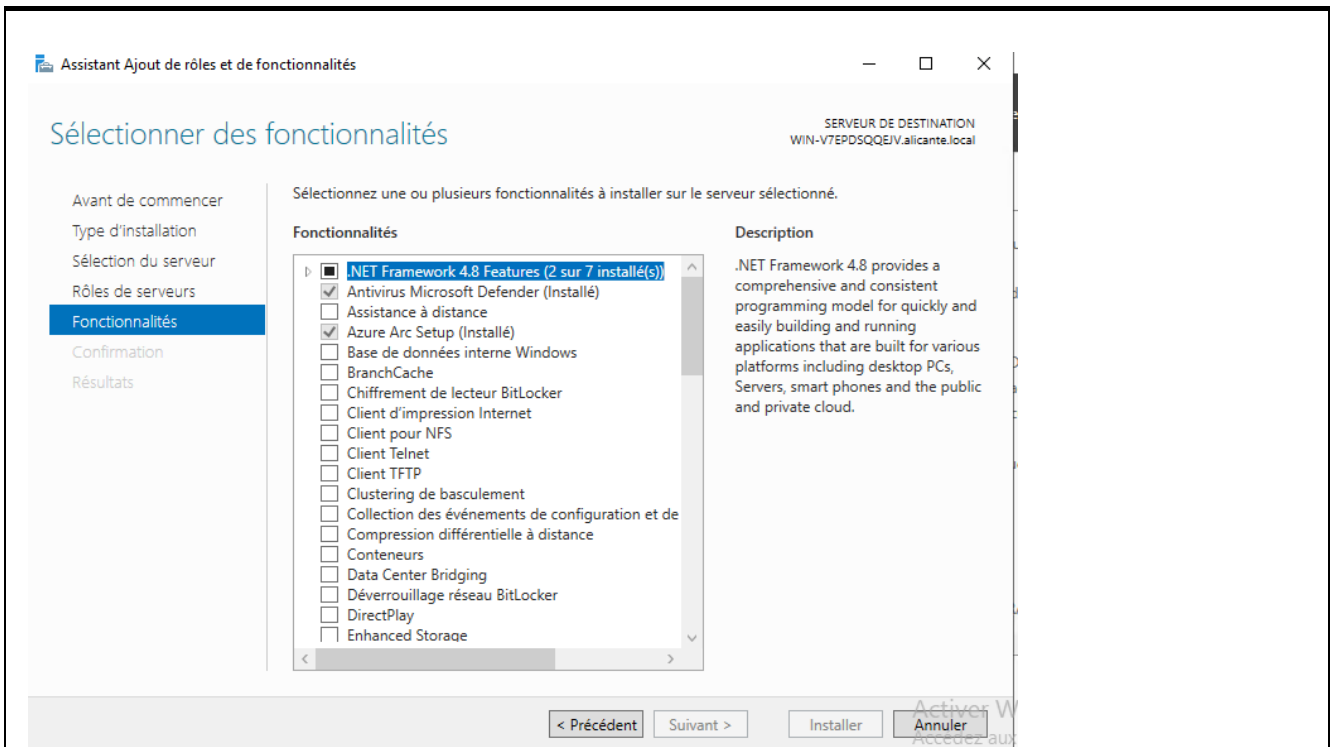 Assistant Ajout de rôles et de fonctionnalités
Sélectionner des fonctionnalités
SERVEUR DE DESTINATION
WIN-V7EPDSQQEJV.alicante.local
Avant de commencer
Type d'installation
Sélection du serveur
Rôles de serveurs
Fonctionnalités
Confirmation
Résultats
Sélectionnez une ou plusieurs fonctionnalités à installer sur le serveur sélectionné.
Fonctionnalités
.NET Framework 4.8 Features (2 sur 7 installé(s))
Antivirus Microsoft Defender (Installé)
Assistance à distance
Azure Arc Setup (Installé)
Base de données interne Windows
BranchCache
Chiffrement de lecteur BitLocker
Client d'impression Internet
Client pour NFS
Client Telnet
Client TFTP
Clustering de basculement
Collection des événements de configuration et de
Compression différentielle à distance
Conteneurs
Data Center Bridging
Déverrouillage réseau BitLocker
DirectPlay
Enhanced Storage
Description
.NET Framework 4.8 provides a
comprehensive and consistent
programming model for quickly and
easily building and running
applications that are built for various
platforms including desktop PCs,
Servers, smart phones and the public
and private cloud.
< Précédent
Suivant >
Installer
Annuler
Activer W
Accédez aux